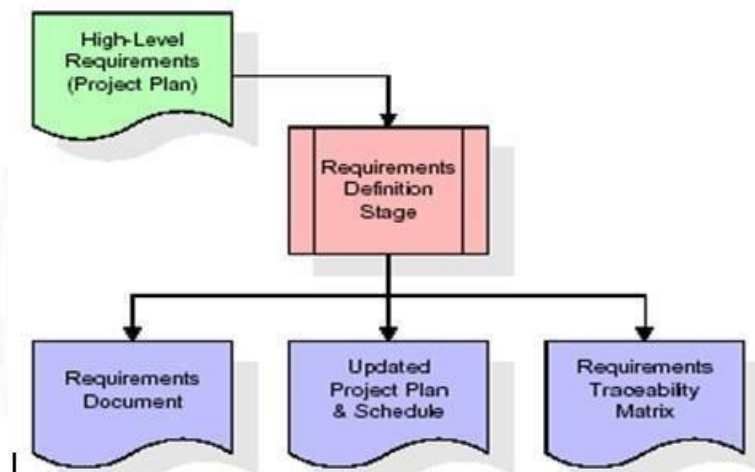 High-Level
Requirements
(Project Plan)
Requirements
Definition
Stage
Requirements
Document
Updated
Project Plan
& Schedule
Requirements
Traceability
Matrix